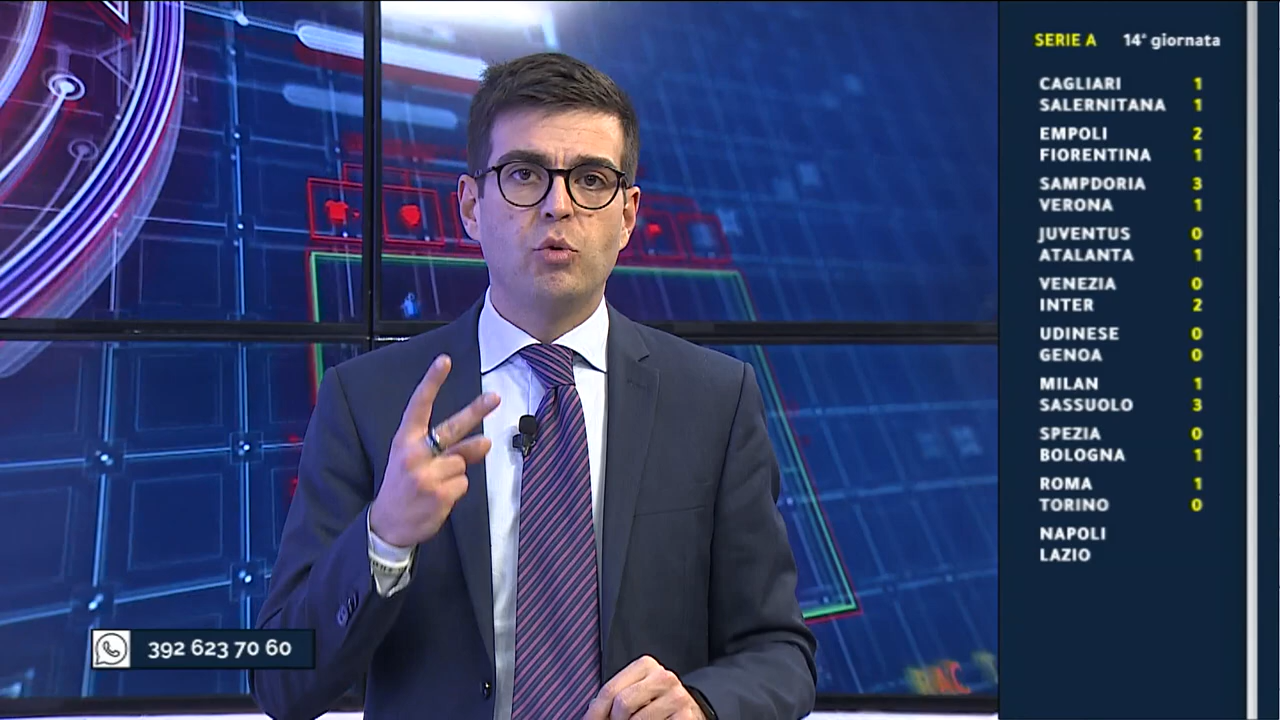 SERIE A 14ª giornata
CAGLIARI 1
SALERNITANA 1
EMPOLI 2
FIORENTINA 1
SAMPDORIA 3
VERONA 1
JUVENTUS 0
ATALANTA 1
VENEZIA 0
INTER 2
UDINESE 0
GENOA 0
MILAN 1
SASSUOLO 3
SPEZIA 0
BOLOGNA 1
ROMA 1
TORINO 0
NAPOLI
LAZIO
392 623 70 60